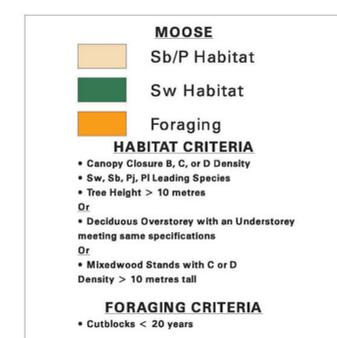 MOOSE
Sb/P Habitat
Sw Habitat
Foraging
HABITAT CRITERIA
• Canopy Closure B, C, or D Density
• Sw, Sb, Pj, Pl Leading Species
• Tree Height > 10 metres
Or
• Deciduous Overstorey with an Understorey
meeting same specifications
Or
• Mixedwood Stands with C or D
Density > 10 metres tall
FORAGING CRITERIA
• Cutblocks < 20 years